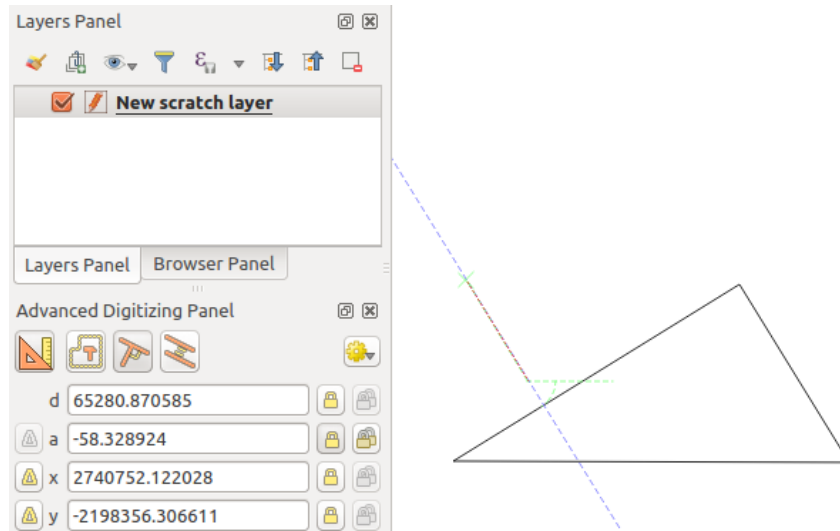 Layers Panel
New scratch layer
Layers Panel
Browser Panel
Advanced Digitizing Panel
d 65280.870585
a -58.328924
x 2740752.122028
y -2198356.306611